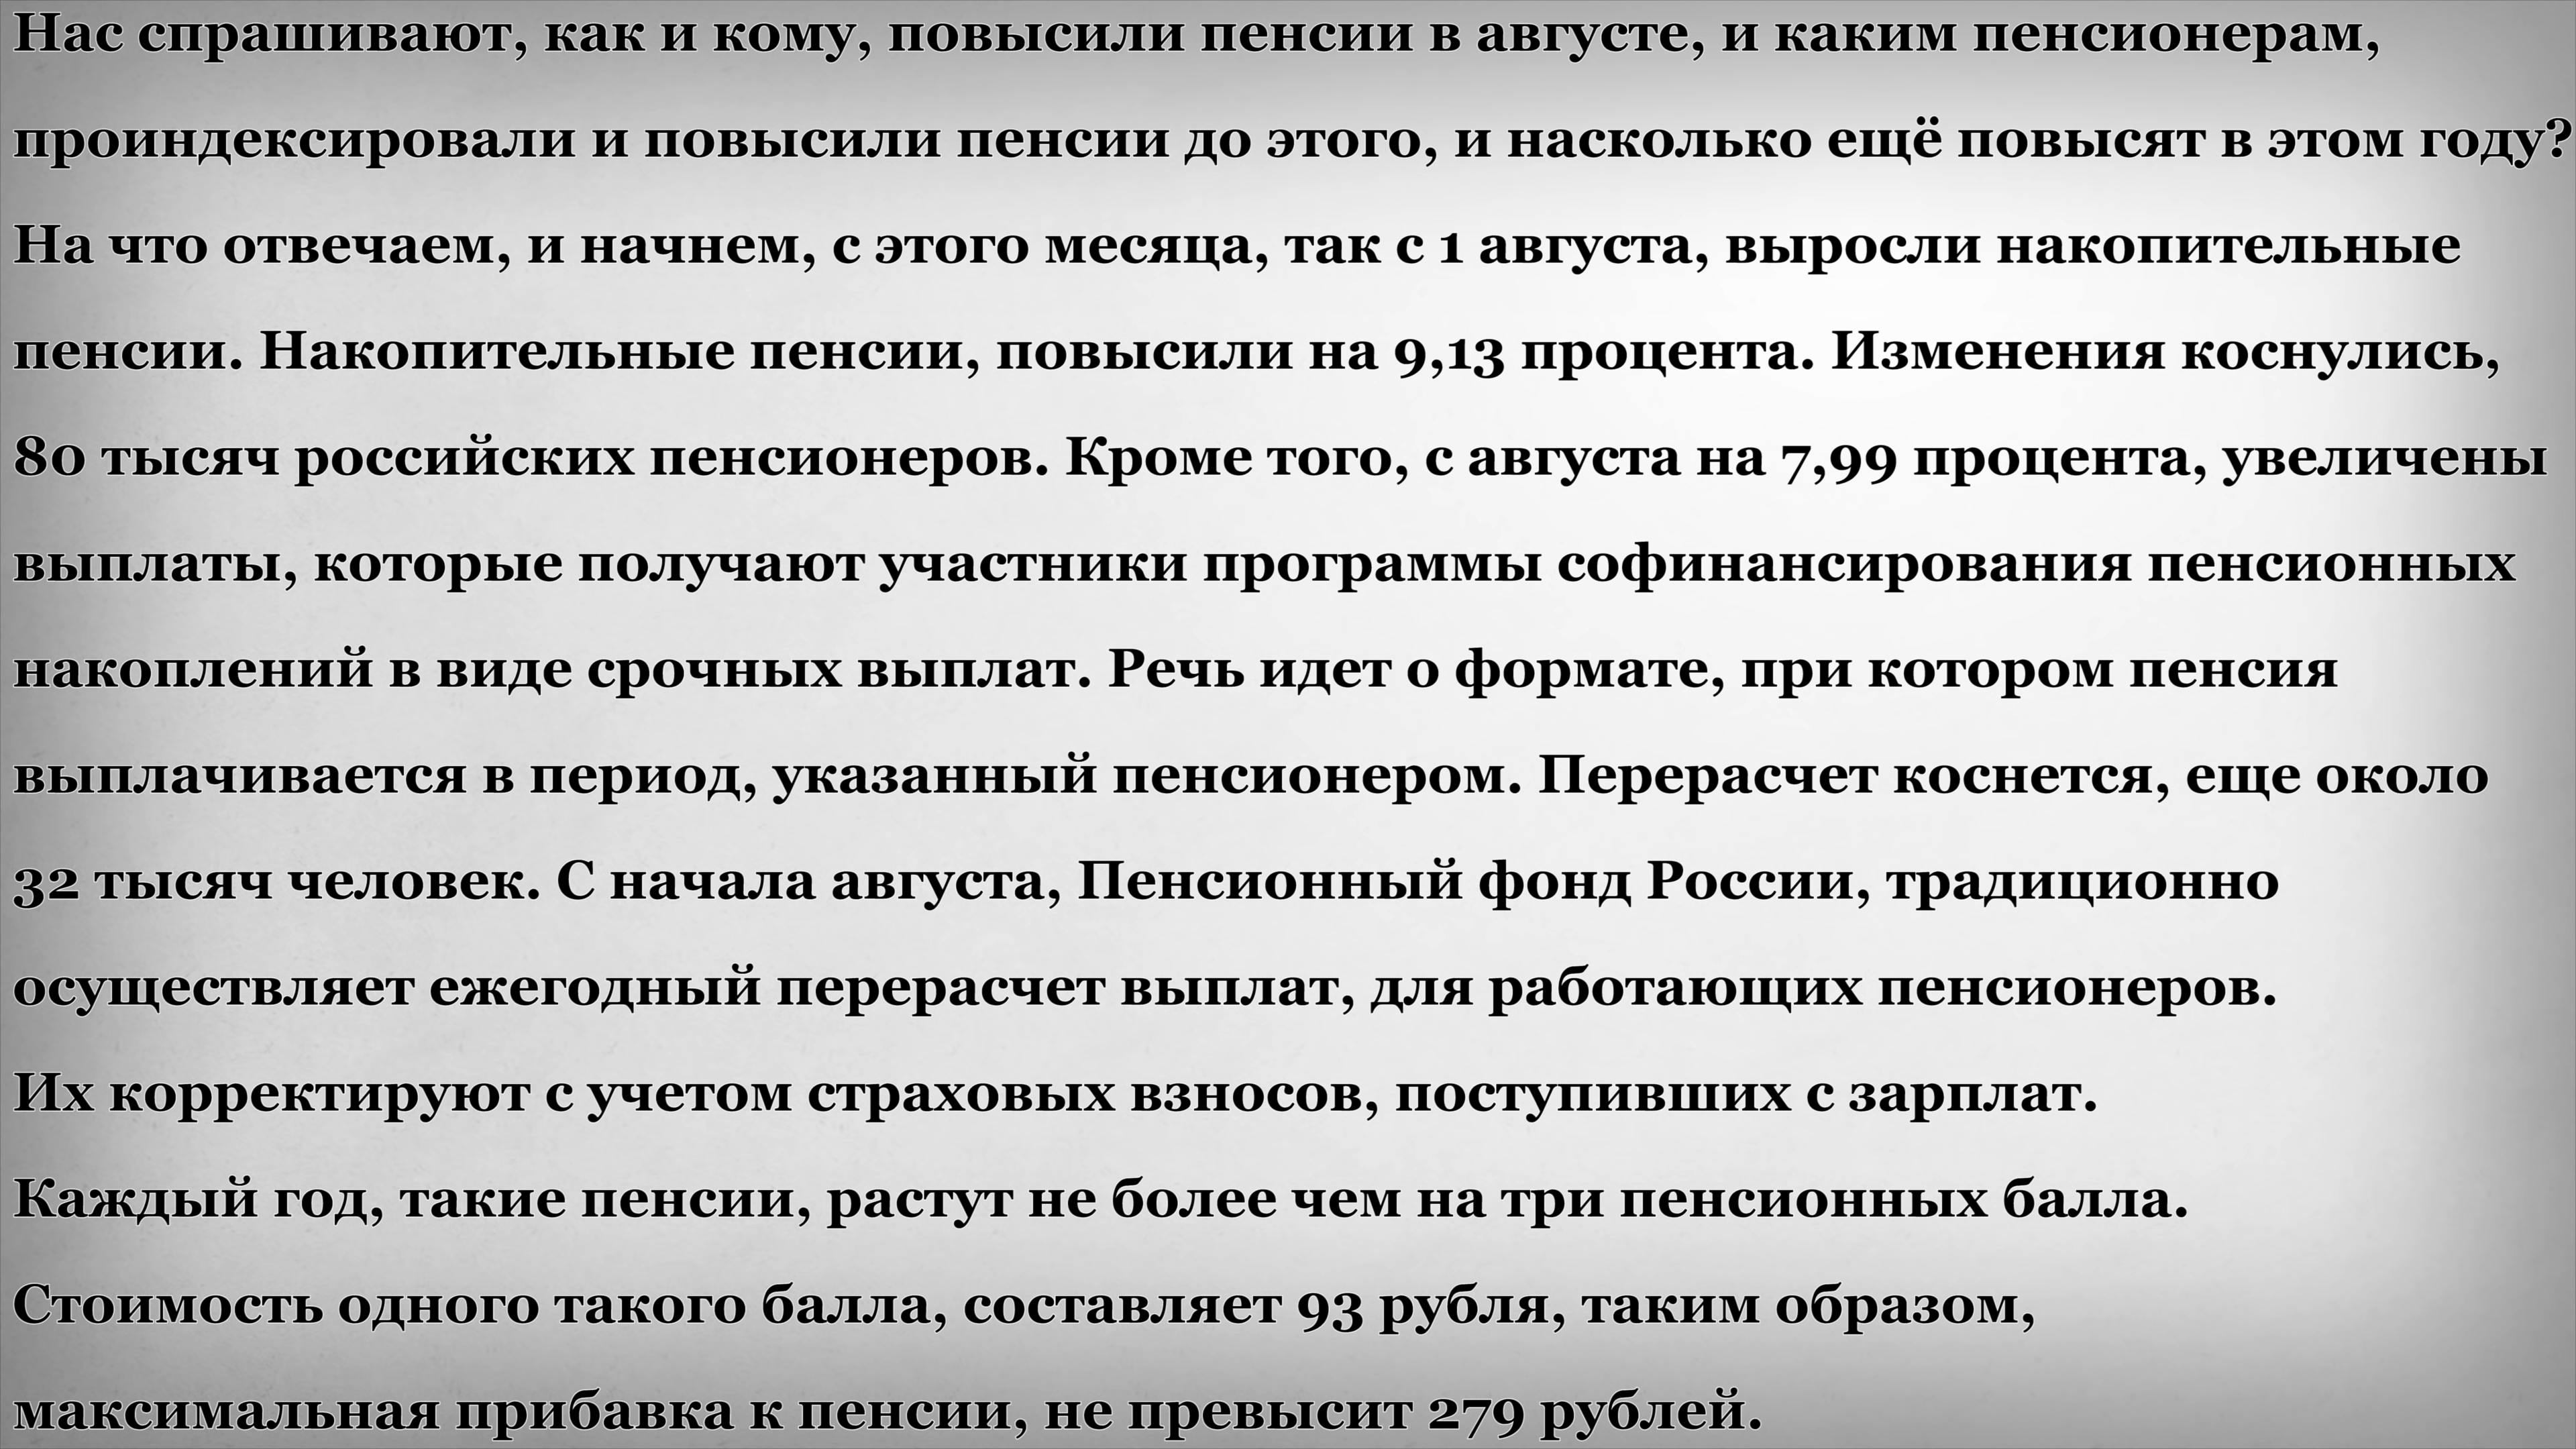 Нас спрашивают, как и кому, повысили пенсии в августе, и каким пенсионерам,
проиндексировали и повысили пенсии до этого, и насколько ещё повысят в этом году?
На что отвечаем, и начнем, с этого месяца, так с 1 августа, выросли накопительные
пенсии. Накопительные пенсии, повысили на 9,13 процента. Изменения коснулись,
80 тысяч российских пенсионеров. Кроме того, с августа на 7,99 процента, увеличены
выплаты, которые получают участники программы софинансирования пенсионных
накоплений в виде срочных выплат. Речь идет о формате, при котором пенсия
выплачивается в период, указанный пенсионером. Перерасчет коснется, еще около
32 тысяч человек. С начала августа, Пенсионный фонд России, традиционно
осуществляет ежегодный перерасчет выплат, для работающих пенсионеров.
Их корректируют с учетом страховых взносов, поступивших с зарплат.
Каждый год, такие пенсии, растут не более чем на три пенсионных балла.
Стоимость одного такого балла, составляет 93 рубля, таким образом,
максимальная прибавка к пенсии, не превысит 279 рублей.